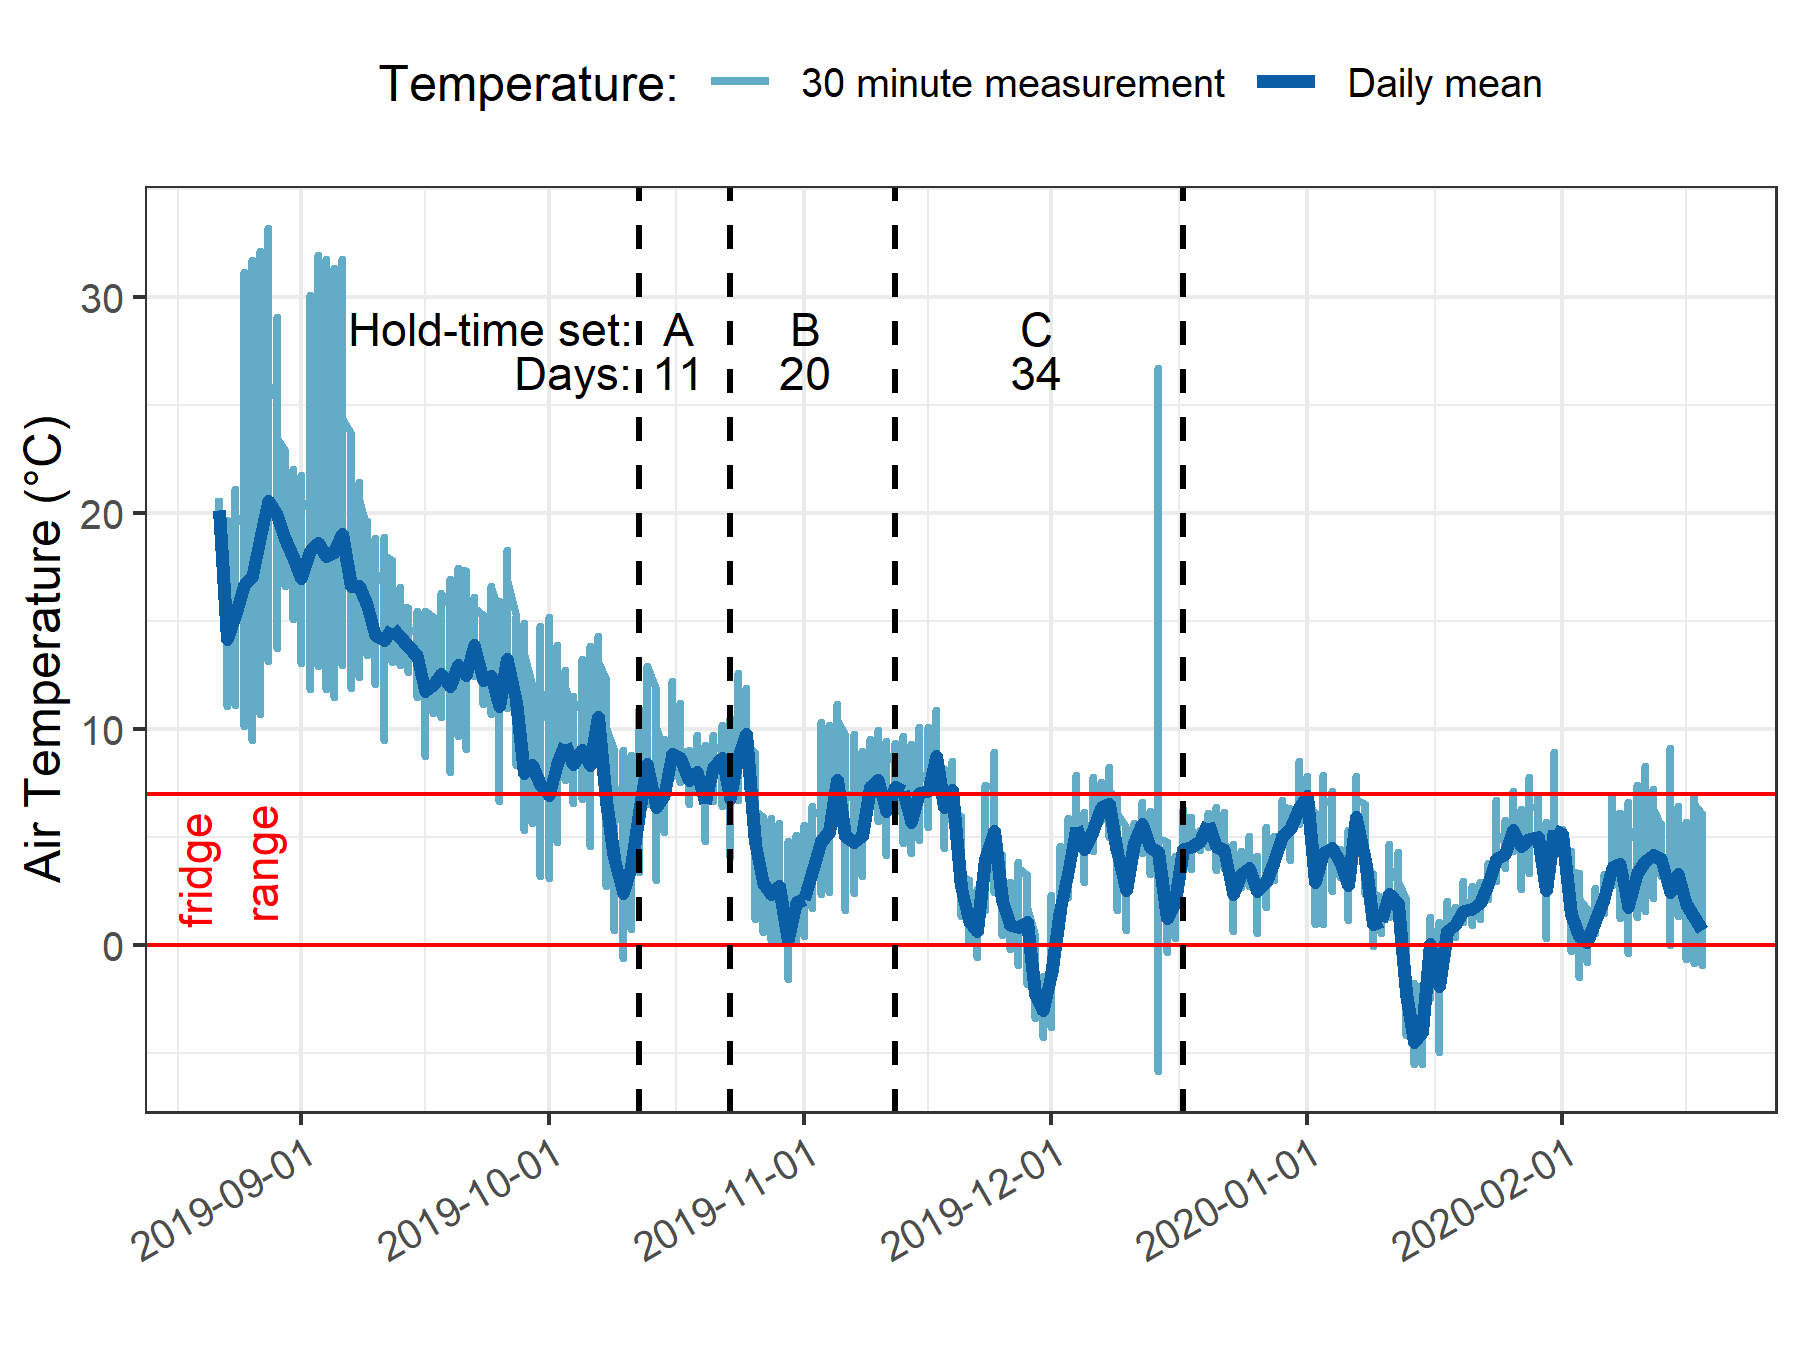 Temperature: 30 minute measurement Daily mean
Air Temperature (°C)
30
20
10
0
Hold-time set: A B C
Days: 11 20 34
fridge
range
2019-09-01
2019-10-01
2019-11-01
2019-12-01
2020-01-01
2020-02-01